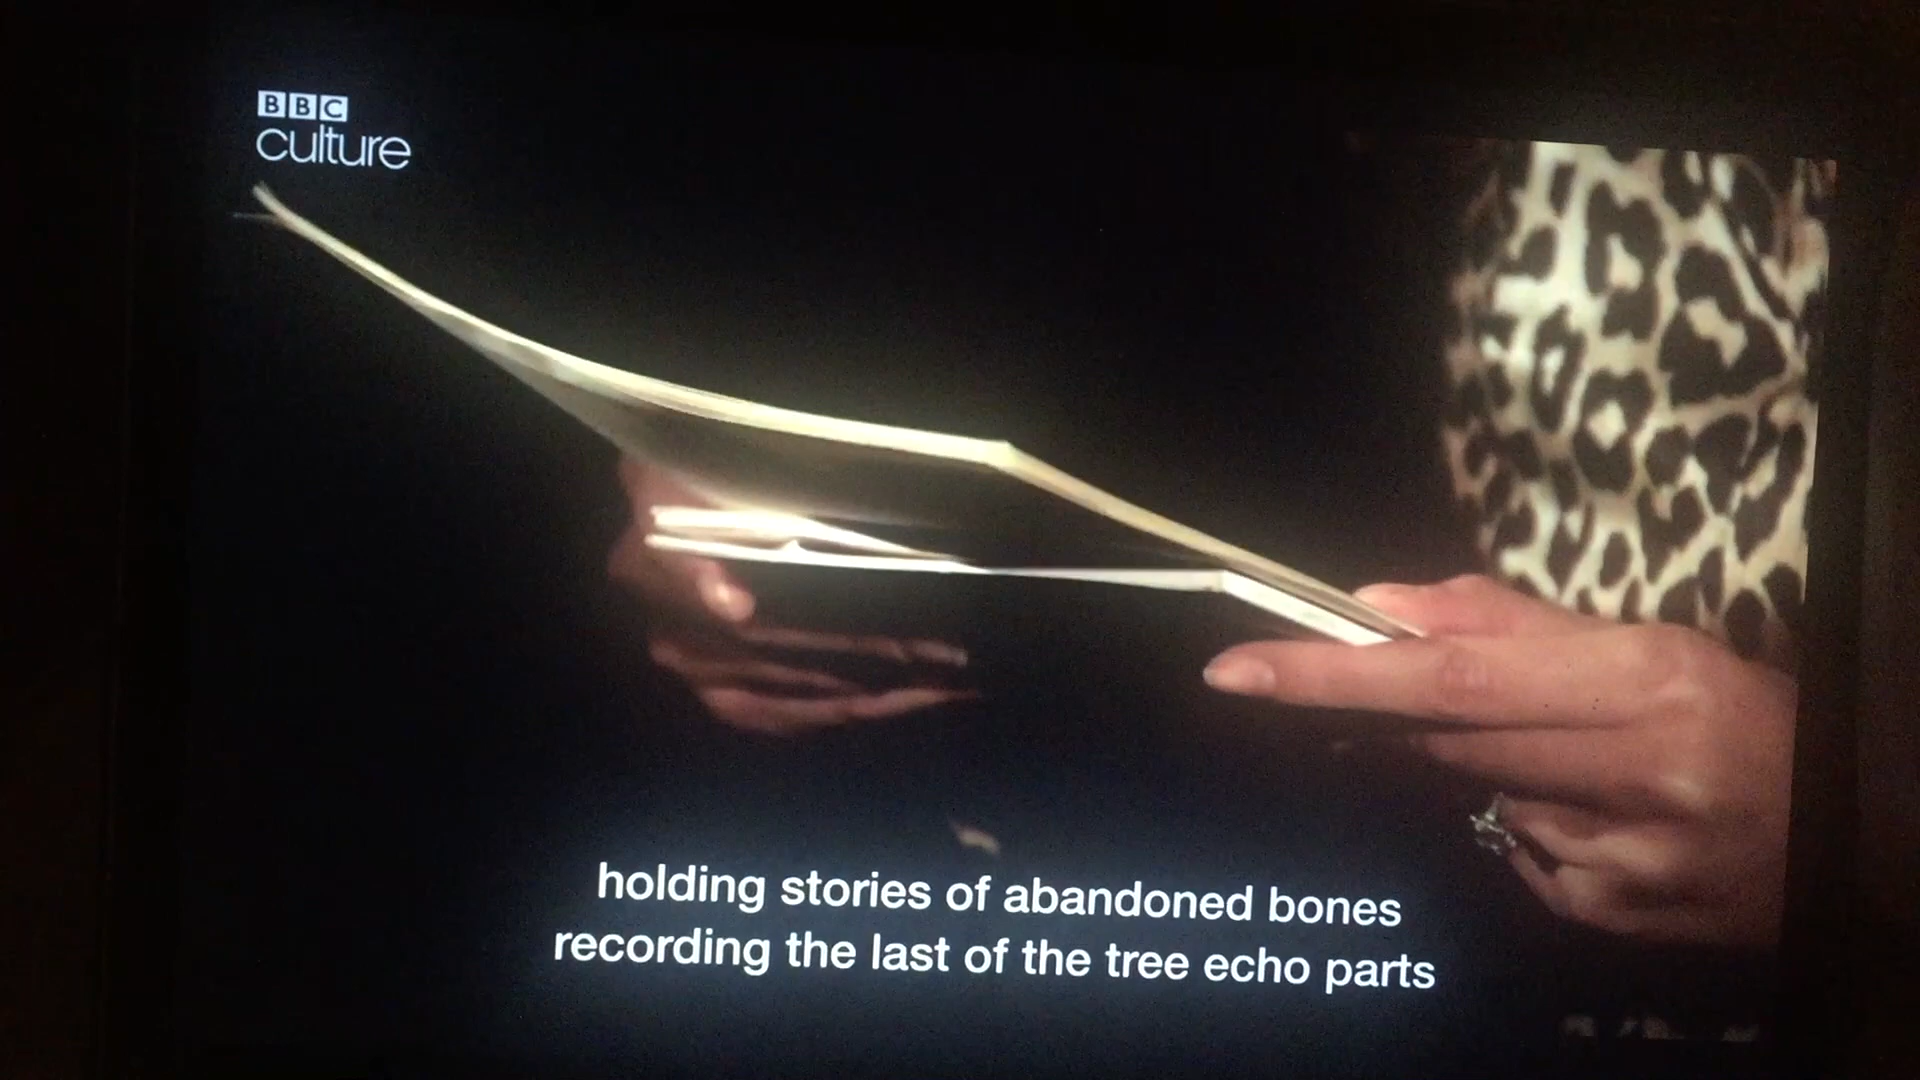 BBC
culture
holding stories of abandoned bones
recording the last of the tree echo parts